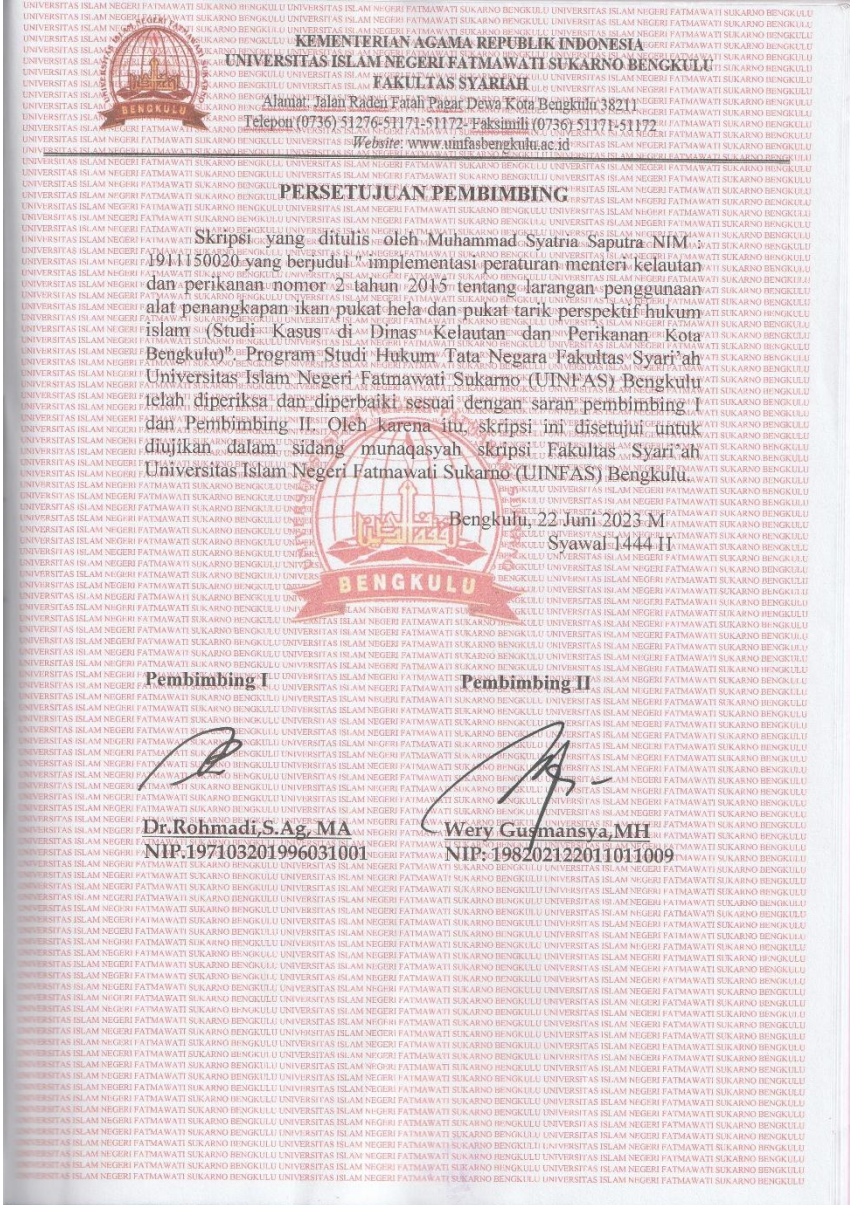 KEMENTERIAN AGAMA REPUBLIK INDONESIA
UNIVERSITAS ISLAM NEGERI FATMAWATI SUKARNO BENGKULU
FAKULTAS SYARIAH
Alamat: Jalan Raden Fatah Pagar Dewa Kota Bengkulu 38211
Telepon (0736) 51276-51171-51172- Faksimili (0736) 51171-51172
Website: www.uinfasbengkulu.ac.id
BENGKULU
PERSETUJUAN PEMBIMBING
Skripsi yang ditulis oleh Muhammad Syatria Saputra NIM :
1911150020 yang berjudul " implementasi peraturan menteri kelautan
dan perikanan nomor 2 tahun 2015 tentang larangan penggunaan
alat penangkapan ikan pukat hela dan pukat tarik perspektif hukum
islam (Studi Kasus di Dinas Kelautan dan Perikanan Kota
Bengkulu)". Program Studi Hukum Tata Negara Fakultas Syari'ah
Universitas Islam Negeri Fatmawati Sukarno (UINFAS) Bengkulu
telah diperiksa dan diperbaiki sesuai dengan saran pembimbing I
dan Pembimbing II. Oleh karena itu, skripsi ini disetujui untuk
diujikan dalam sidang munaqasyah skripsi Fakultas Syari'ah
Universitas Islam Negeri Fatmawati Sukarno (UINFAS) Bengkulu.
Bengkulu, 22 Juni 2023 M
Syawal 1444 H
BENGKULU
Pembimbing I
Pembimbing II
Dr.Rohmadi,S.Ag, MA
NIP.197103201996031001
Wery Gusmansya,MH
NIP: 198202122011011009